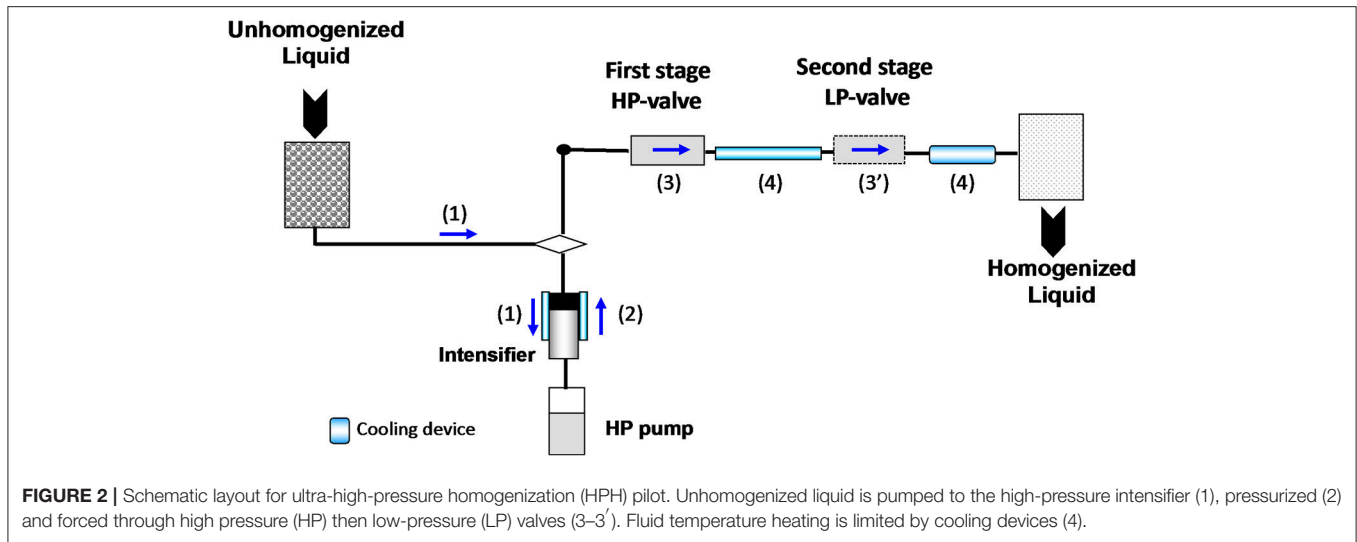 Unhomogenized
Liquid
First stage
HP-valve
Second stage
LP-valve
(1)
(3)
(4)
(3')
(4)
Homogenized
Liquid
(1)
(2)
Intensifier
Cooling device
HP pump
FIGURE 2 | Schematic layout for ultra-high-pressure homogenization (HPH) pilot. Unhomogenized liquid is pumped to the high-pressure intensifier (1), pressurized (2)
and forced through high pressure (HP) then low-pressure (LP) valves (3–3′). Fluid temperature heating is limited by cooling devices (4).